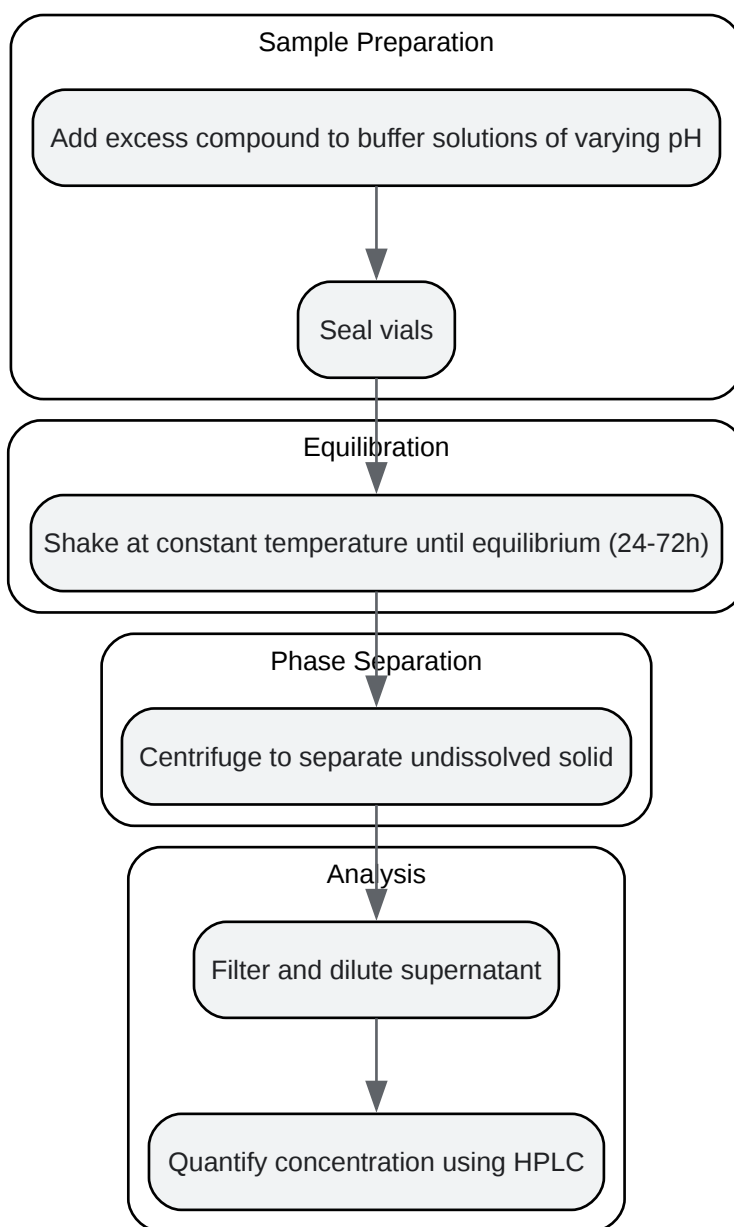 Sample Preparation
Add excess compound to buffer solutions of varying pH
Seal vials
Equilibration
Shake at constant temperature until equilibrium (24-72h)
Phase Separation
Centrifuge to separate undissolved solid
Analysis
Filter and dilute supernatant
Quantify concentration using HPLC